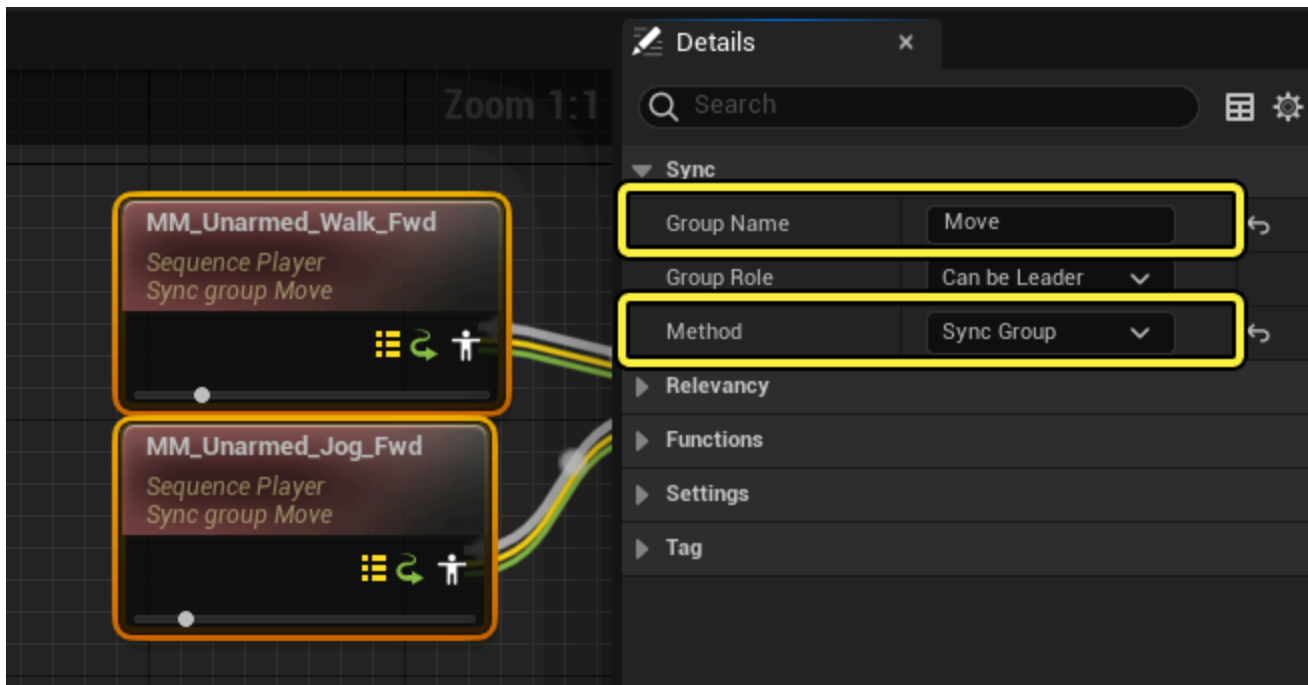 Zoom 1:1
MM_Unarmed_Walk_Fwd
Sequence Player
Sync group Move
MM_Unarmed_Jog_Fwd
Sequence Player
Sync group Move
Details
Search
Sync
Group Name Move
Group Role Can be Leader
Method Sync Group
Relevancy
Functions
Settings
Tag